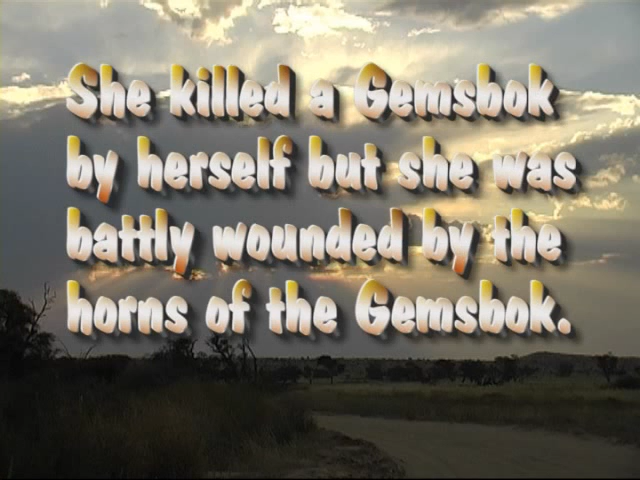 She killed a Gemsbok
by herself but she was
battly wounded by the
horns of the Gemsbok.